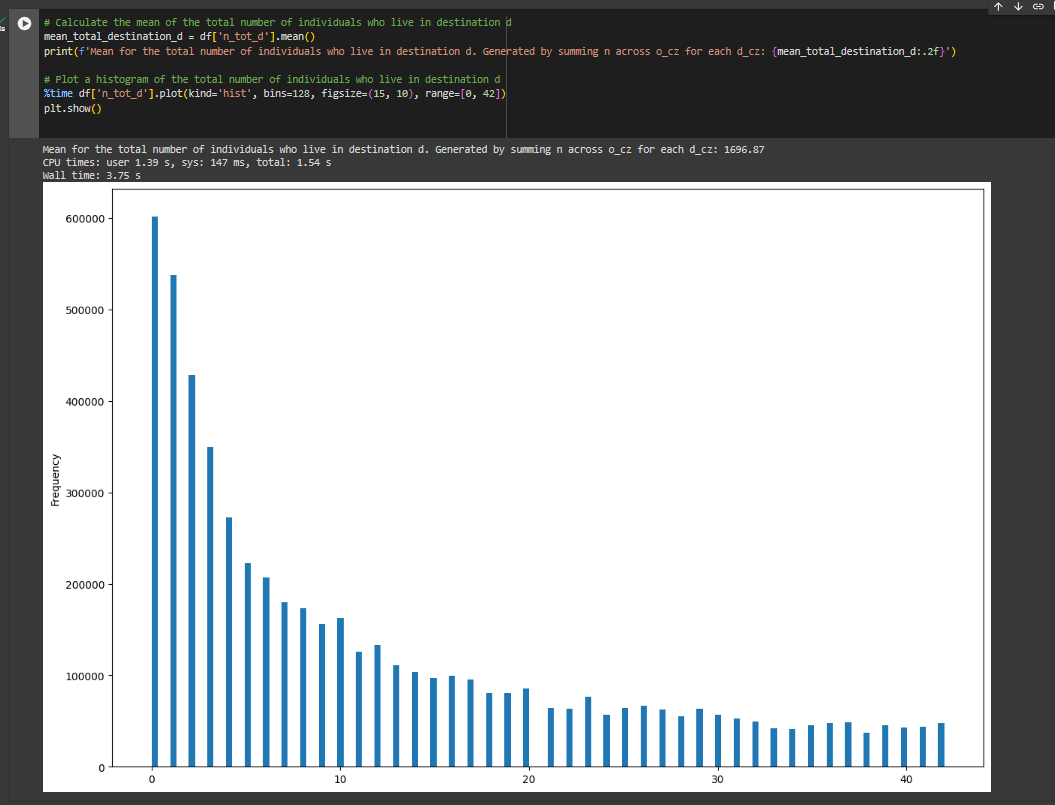 # Calculate the mean of the total number of individuals who live in destination d
mean_total_destination_d = df['n_tot_d'].mean()
print(f'Mean for the total number of individuals who live in destination d. Generated by summing n across o_cz for each d_cz: {mean_total_destination_d:.2f}')
# Plot a histogram of the total number of individuals who live in destination d
%time df['n_tot_d'].plot(kind='hist', bins=128, figsize=(15, 10), range=[0, 42])
plt.show()
Mean for the total number of individuals who live in destination d. Generated by summing n across o_cz for each d_cz: 1696.87
CPU times: user 1.39 s, sys: 147 ms, total: 1.54 s
Wall time: 3.75 s
600000
500000
400000
300000
200000
100000
0
Frequency
0 10 20 30 40